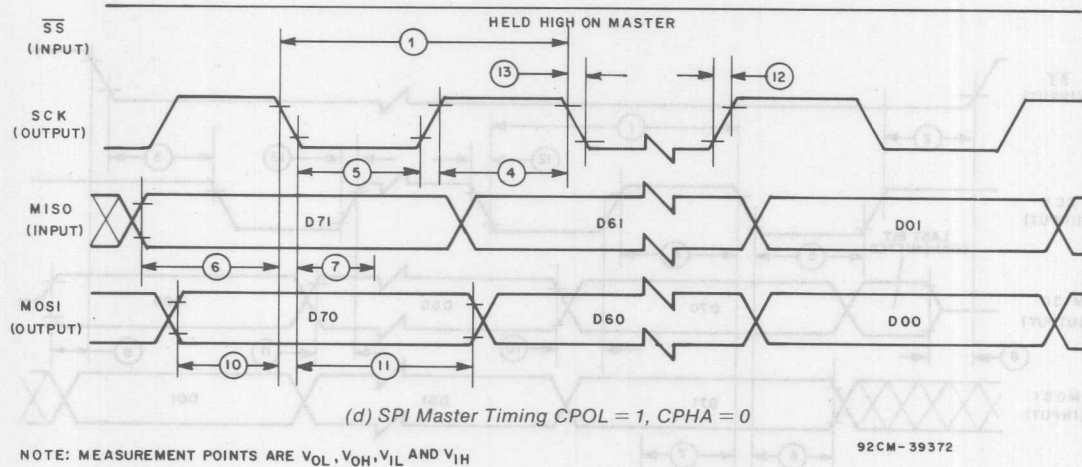 HELD HIGH ON MASTER
SS
(INPUT)
1
13
12
SCK
(OUTPUT)
5
4
MISO
(INPUT)
D71
D61
D01
6
7
MOSI
(OUTPUT)
D70
D60
D00
10
11
(d) SPI Master Timing CPOL = 1, CPHA = 0
92CM-39372
NOTE: MEASUREMENT POINTS ARE VOL, VOH, VIL AND VIH